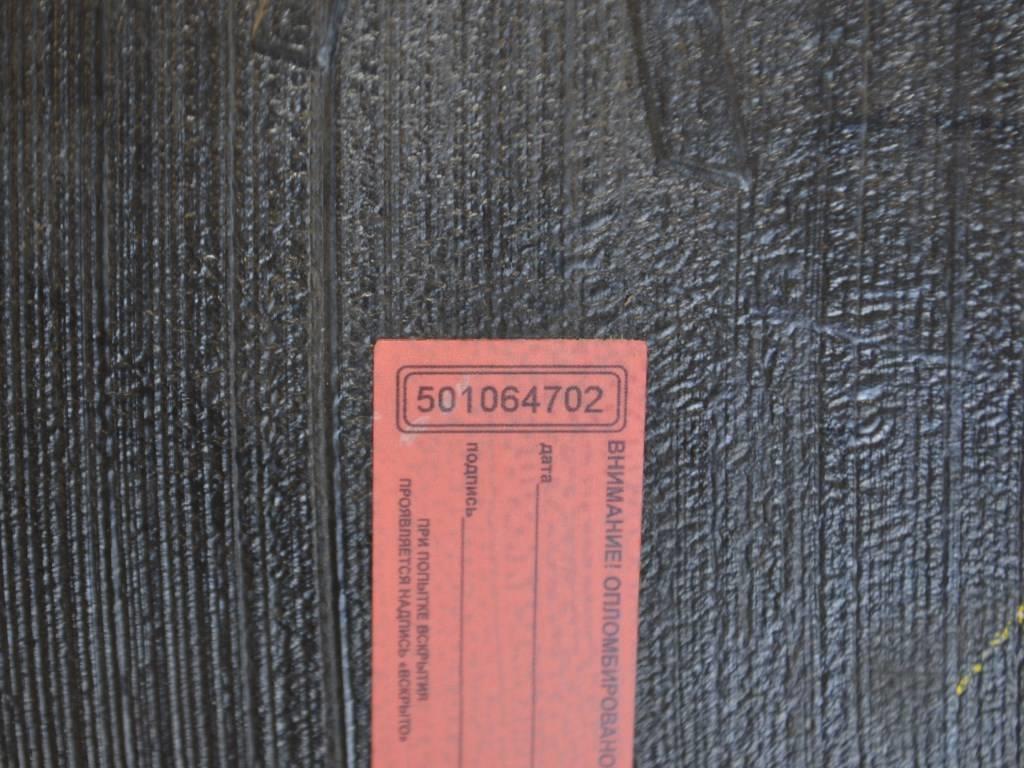 501064702
ВНИМАНИЕ! ОПЛОМБИРОВАНО
дата
подпись
ПРИ ПОПЫТКЕ ВСКРЫТИЯ
ПРОЯВЛЯЕТСЯ НАДПИСЬ «ВСКРЫТО»